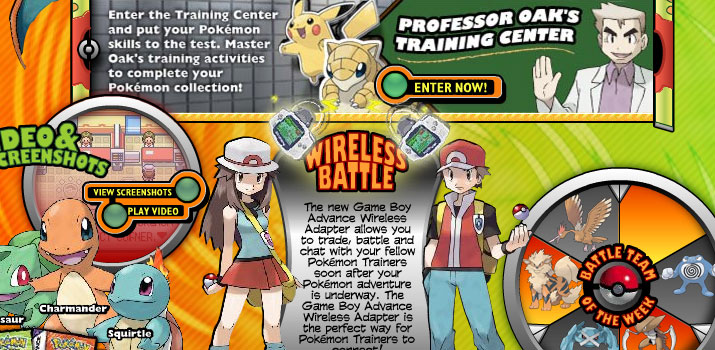 Enter the Training Center
and put your Pokémon
skills to the test. Master
Oak's training activities
to complete your
Pokémon collection!
PROFESSOR OAK'S
TRAINING CENTER
ENTER NOW!
DEO &
CREENSHOTS
VIEW SCREENSHOTS
PLAY VIDEO
WIRELESS
BATTLE
The new Game Boy
Advance Wireless
Adapter allows you
to trade, battle and
chat with your fellow
Pokémon Trainers
soon after your
Pokémon adventure
is underway. The
Game Boy Advance
Wireless Adapter is
the perfect way for
Pokémon Trainers to
connect!
saur
Charmander
Squirtle
BATTLE TEAM
OF THE WEEK